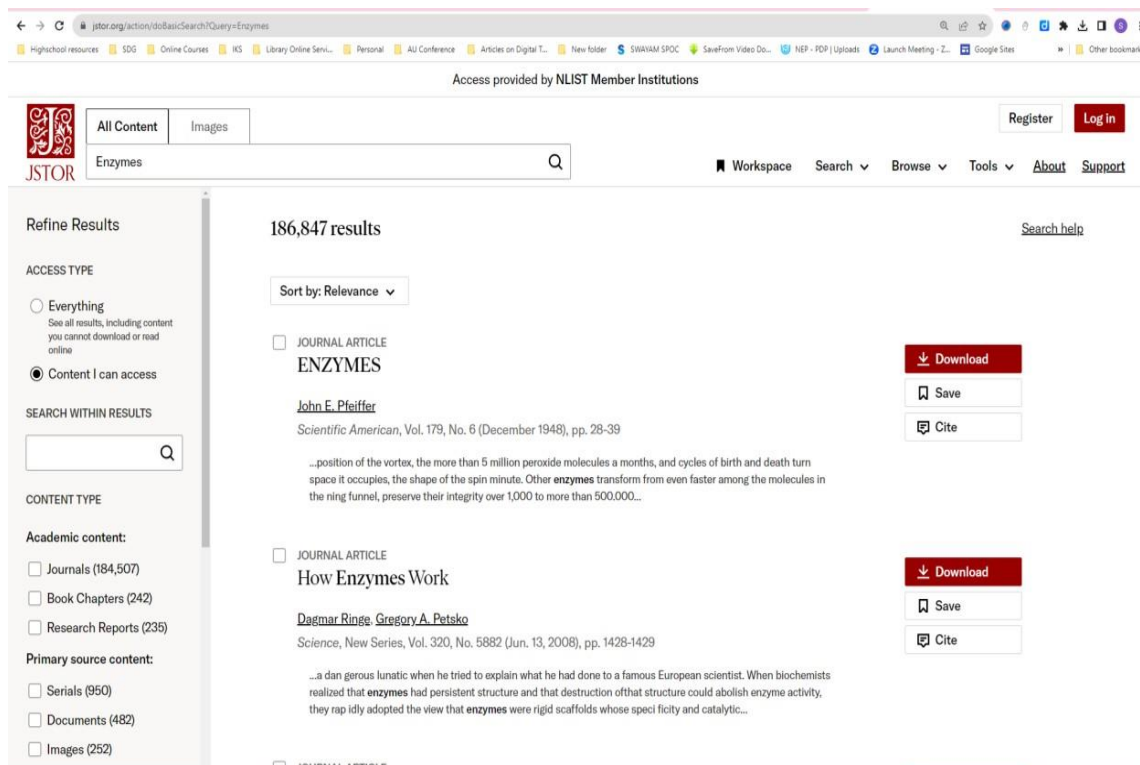 jstor.org/action/doBasicSearch?Query=Enzymes
Highschool resources SDG Online Courses IKS Library Online Servi... Personal AU Conference Articles on Digital T... New folder SWAYAM SPOC SaveFrom Video Do... NEP - PDP | Uploads Launch Meeting - Z... Google Sites » Other bookmark
Access provided by NLIST Member Institutions
All Content Images
Register Log in
JSTOR
Enzymes
Workspace Search Browse Tools About Support
Refine Results
186,847 results
Search help
ACCESS TYPE
Everything
See all results, including content
you cannot download or read
online
Content I can access
SEARCH WITHIN RESULTS
CONTENT TYPE
Academic content:
Journals (184,507)
Book Chapters (242)
Research Reports (235)
Primary source content:
Serials (950)
Documents (482)
Images (252)
Sort by: Relevance
JOURNAL ARTICLE
ENZYMES
John E. Pfeiffer
Scientific American, Vol. 179, No. 6 (December 1948), pp. 28-39
...position of the vortex, the more than 5 million peroxide molecules a months, and cycles of birth and death turn
space it occupies, the shape of the spin minute. Other enzymes transform from even faster among the molecules in
the ning funnel, preserve their integrity over 1,000 to more than 500.000...
Download
Save
Cite
JOURNAL ARTICLE
How Enzymes Work
Dagmar Ringe, Gregory A. Petsko
Science, New Series, Vol. 320, No. 5882 (Jun. 13, 2008), pp. 1428-1429
...a dan gerous lunatic when he tried to explain what he had done to a famous European scientist. When biochemists
realized that enzymes had persistent structure and that destruction ofthat structure could abolish enzyme activity,
they rap idly adopted the view that enzymes were rigid scaffolds whose speci ficity and catalytic...
Download
Save
Cite
JOURNAL ARTICLE